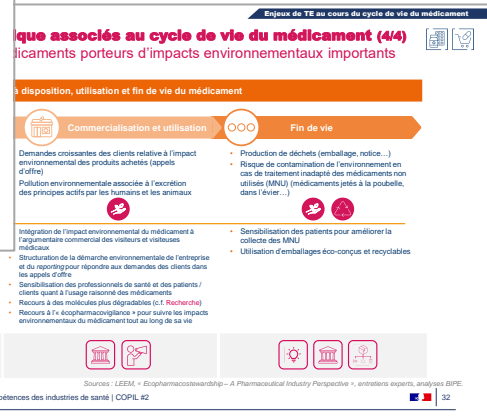 Enjeux de TE au cours du cycle de vie du médicament
que associés au cycle de vie du médicament (4/4)
dicaments porteurs d'impacts environnementaux importants
à disposition, utilisation et fin de vie du médicament
Commercialisation et utilisation
Demandes croissantes des clients relative à l'impact
environnemental des produits achetés (appels
d'offre)
Pollution environnementale associée à l'excrétion
des principes actifs par les humains et les animaux
Intégration de l'impact environnemental du médicament à
l'argumentaire commercial des visiteurs et visiteuses
médicaux
• Structuration de la démarche environnementale de l'entreprise
et du reporting pour répondre aux demandes des clients dans
les appels d'offre
• Sensibilisation des professionnels de santé et des patients /
clients quant à l'usage raisonné des médicaments
• Recours à des molécules plus dégradables (c.f. Recherche)
• Recours à l'« écopharmacovigilance » pour suivre les impacts
environnementaux du médicament tout au long de sa vie
Fin de vie
• Production de déchets (emballage, notice…)
• Risque de contamination de l'environnement en
cas de traitement inadapté des médicaments non
utilisés (MNU) (médicaments jetés à la poubelle,
dans l'évier…)
• Sensibilisation des patients pour améliorer la
collecte des MNU
• Utilisation d'emballages éco-conçus et recyclables
Sources : LEEM, « Ecopharmacostewardship – A Pharmaceutical Industry Perspective », entretiens experts, analyses BIPE.
pétences des industries de santé | COPIL #2
32